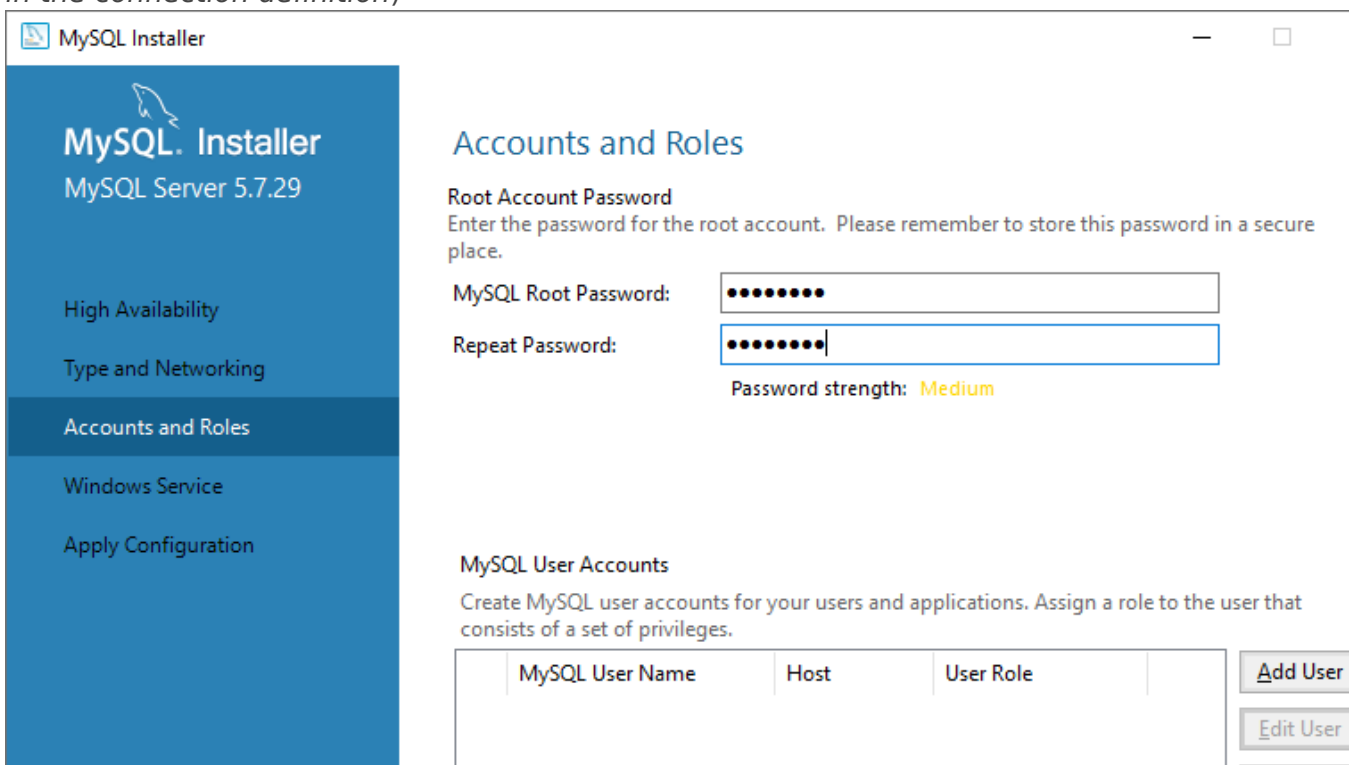 in the connection definition)
MySQL Installer
MySQL. Installer
MySQL Server 5.7.29
High Availability
Type and Networking
Accounts and Roles
Windows Service
Apply Configuration
Accounts and Roles
Root Account Password
Enter the password for the root account. Please remember to store this password in a secure
place.
MySQL Root Password:
Repeat Password:
Password strength: Medium
MySQL User Accounts
Create MySQL user accounts for your users and applications. Assign a role to the user that
consists of a set of privileges.
MySQL User Name Host User Role
Add User
Edit User